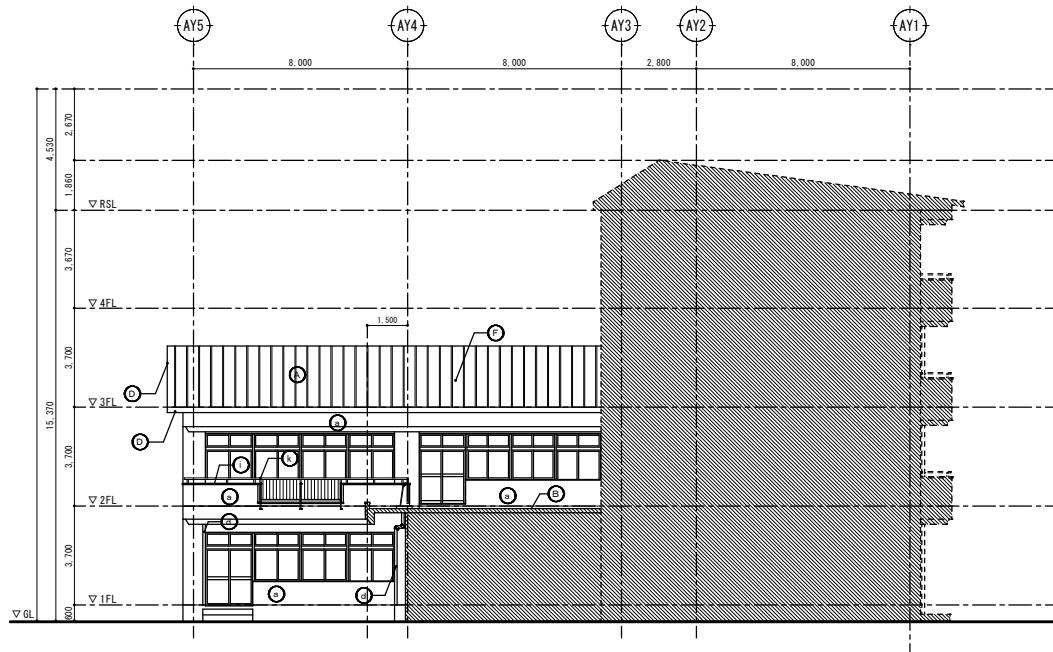 AY5 AY4 AY3 AY2 AY1
8,000 8,000 2,800 8,000
2,670
4,530
1,860
▽ RSL
3,670
▽ 4FL
1,500
F
3,700
A
D
▽ 3FL
15,370
a
D
3,700
k
i
a a B
▽ 2FL
d
3,700
a d
▽ 1FL
600
▽ GL